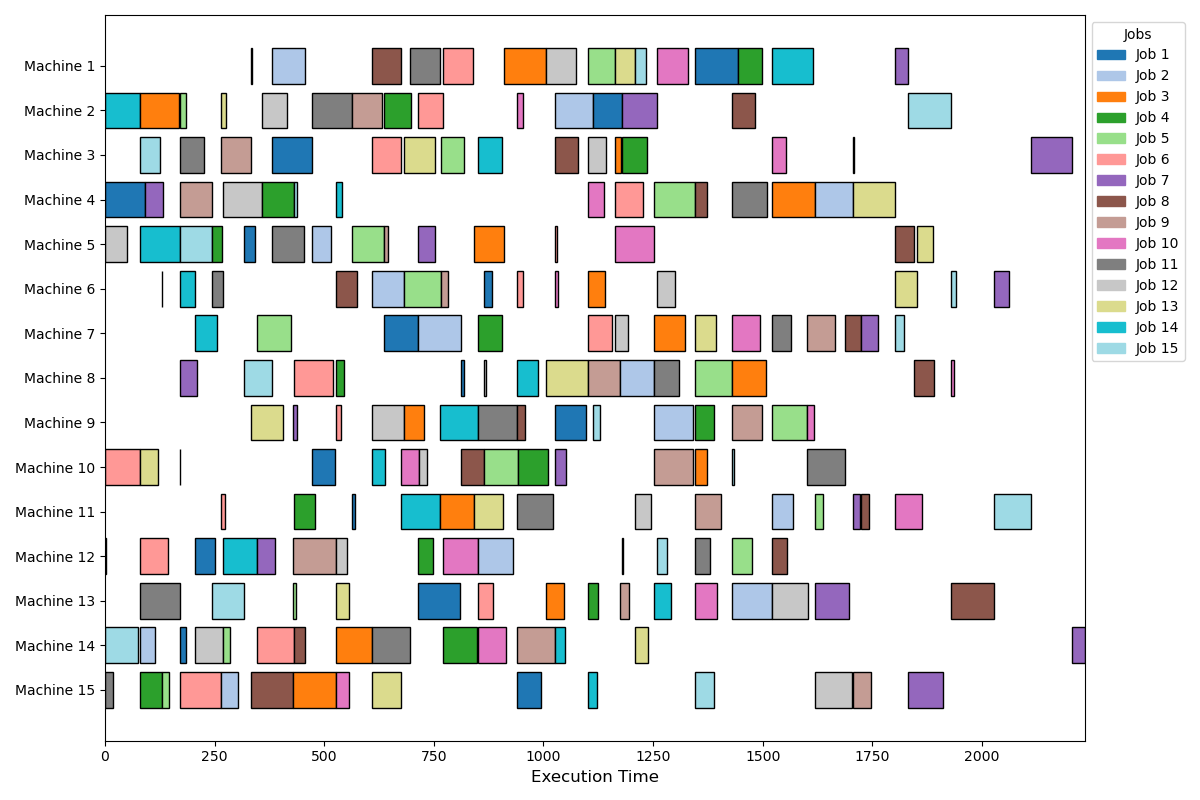 Machine 1
Machine 2
Machine 3
Machine 4
Machine 5
Machine 6
Machine 7
Machine 8
Machine 9
Machine 10
Machine 11
Machine 12
Machine 13
Machine 14
Machine 15
0 250 500 750 1000 1250 1500 1750 2000
Execution Time
Jobs
Job 1
Job 2
Job 3
Job 4
Job 5
Job 6
Job 7
Job 8
Job 9
Job 10
Job 11
Job 12
Job 13
Job 14
Job 15